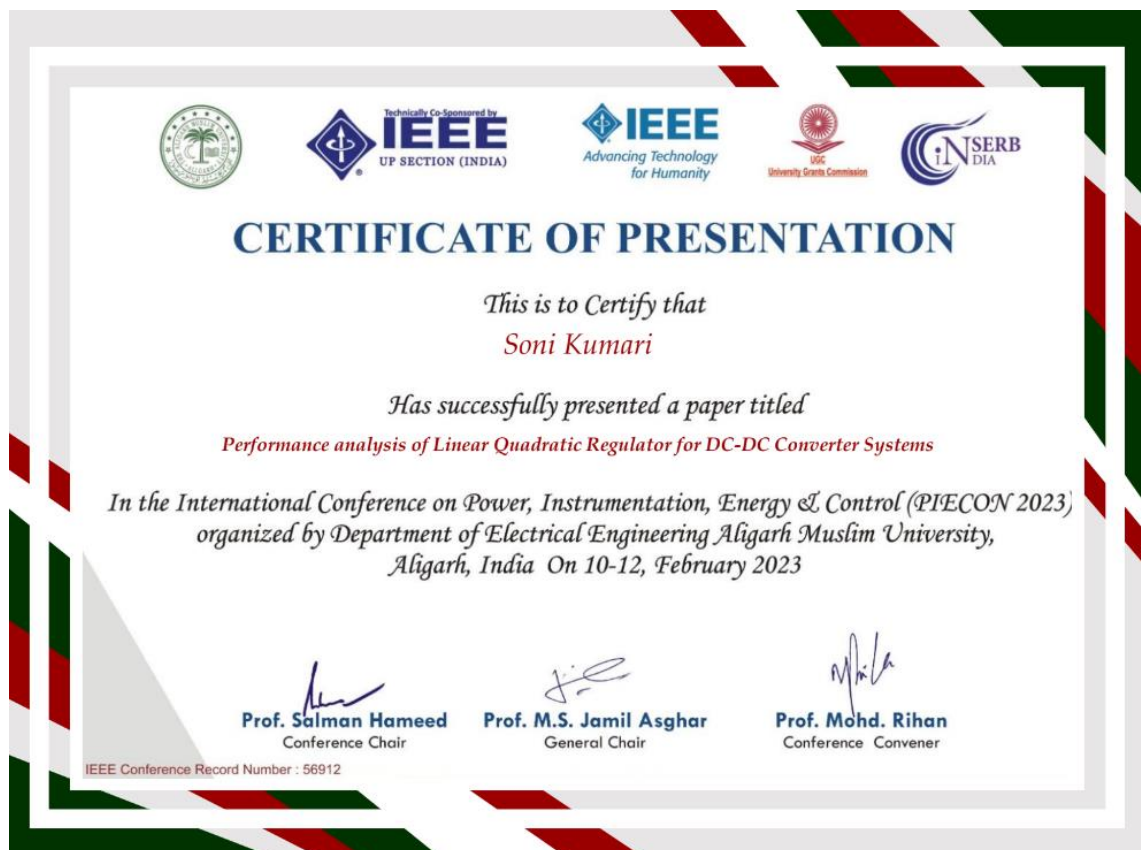 Technically Co-Sponsored by
IEEE
UP SECTION (INDIA)
IEEE
Advancing Technology
for Humanity
UGC
University Grants Commission
iNSERB
DIA
CERTIFICATE OF PRESENTATION
This is to Certify that
Soni Kumari
Has successfully presented a paper titled
Performance analysis of Linear Quadratic Regulator for DC-DC Converter Systems
In the International Conference on Power, Instrumentation, Energy & Control (PIECON 2023)
organized by Department of Electrical Engineering Aligarh Muslim University,
Aligarh, India On 10-12, February 2023
Prof. Salman Hameed
Conference Chair
Prof. M.S. Jamil Asghar
General Chair
Prof. Mohd. Rihan
Conference Convener
IEEE Conference Record Number : 56912